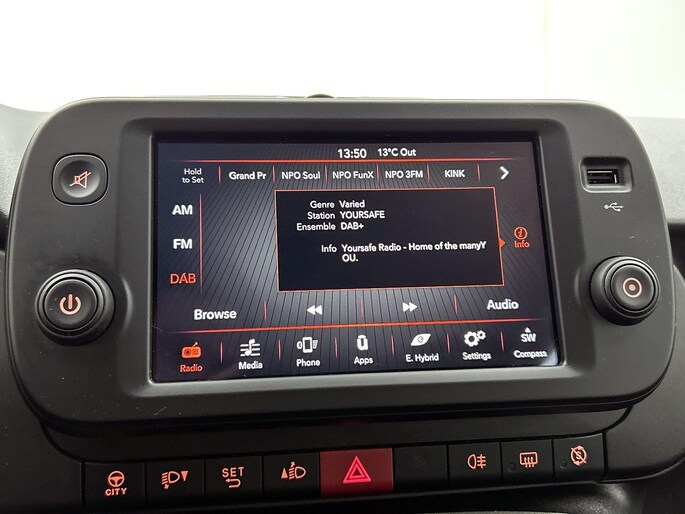 13:50 13°C Out
Hold
to Set
Grand Pr
NPO Soul
NPO FunX
NPO 3FM
KINK
AM
FM
DAB
Genre Varied
Station YOURSAFE
Ensemble DAB+
Info Yoursafe Radio - Home of the manyY
OU.
Info
Browse
Audio
Radio
Media
Phone
Apps
E. Hybrid
Settings
SW
Compass
CITY
SET